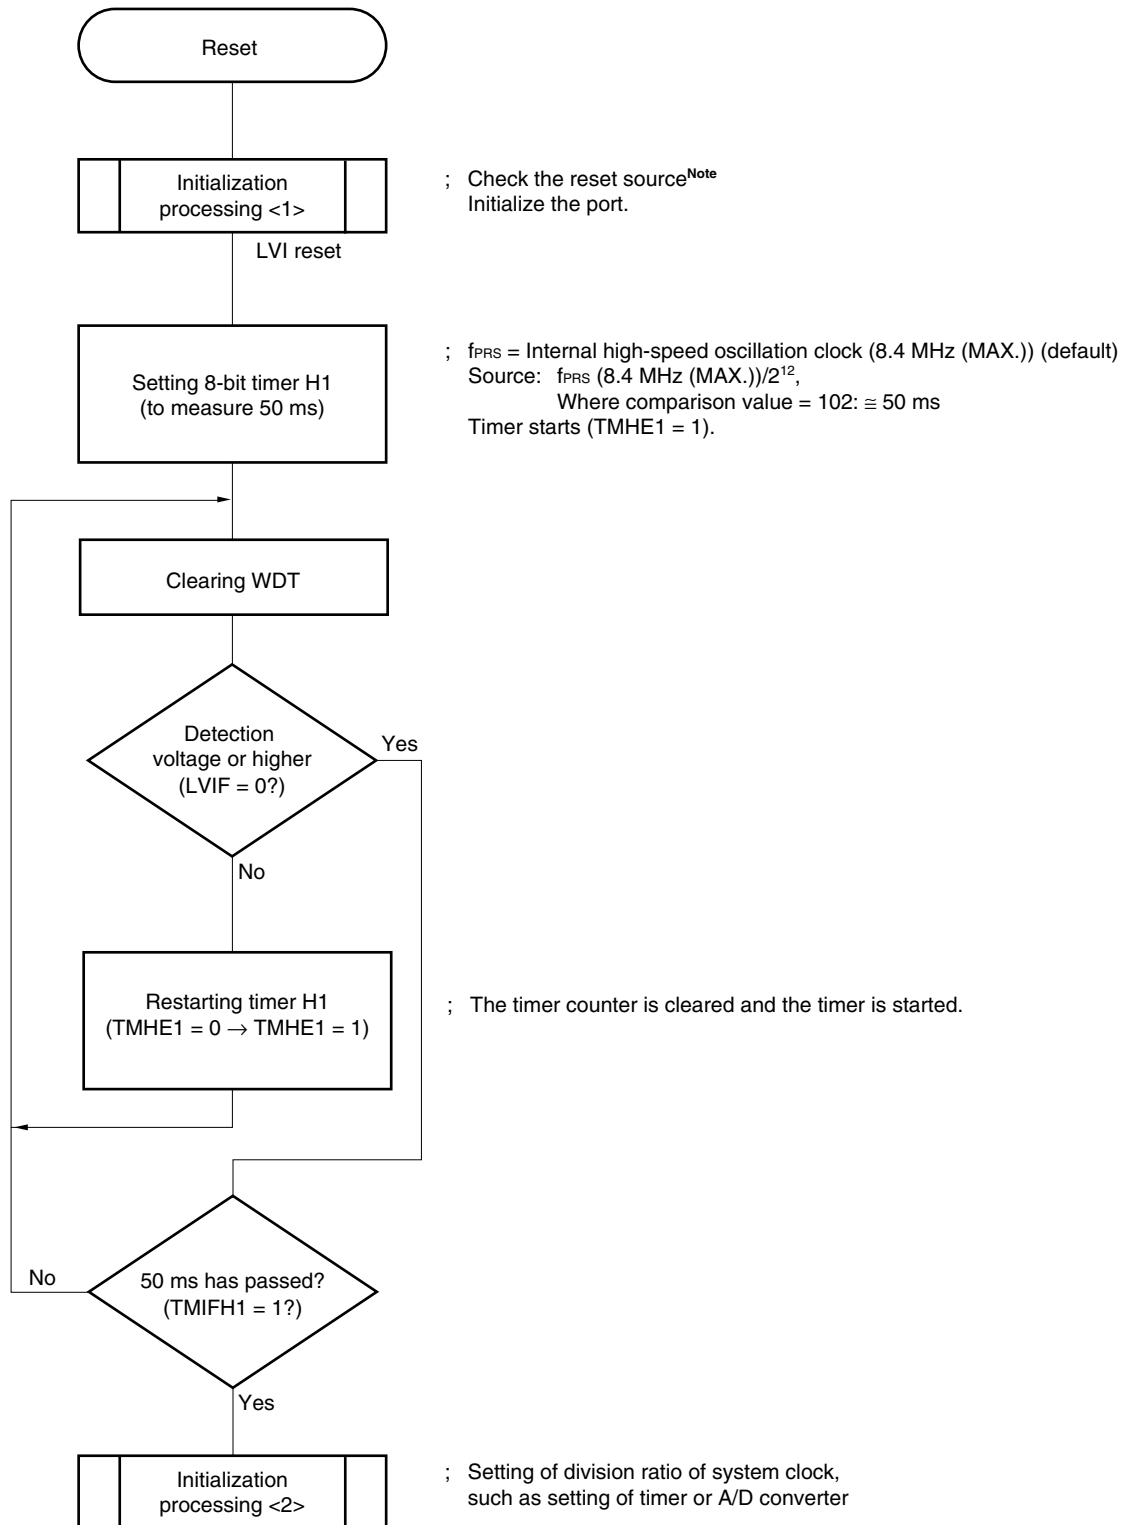 Reset
Initialization
processing <1>
; Check the reset sourceNote
Initialize the port.
LVI reset
Setting 8-bit timer H1
(to measure 50 ms)
; fPRS = Internal high-speed oscillation clock (8.4 MHz (MAX.)) (default)
Source: fPRS (8.4 MHz (MAX.))/2¹²,
Where comparison value = 102: ≅ 50 ms
Timer starts (TMHE1 = 1).
Clearing WDT
Detection
voltage or higher
(LVIF = 0?)
Yes
No
Restarting timer H1
(TMHE1 = 0 → TMHE1 = 1)
; The timer counter is cleared and the timer is started.
50 ms has passed?
(TMIFH1 = 1?)
No
Yes
Initialization
processing <2>
; Setting of division ratio of system clock,
such as setting of timer or A/D converter